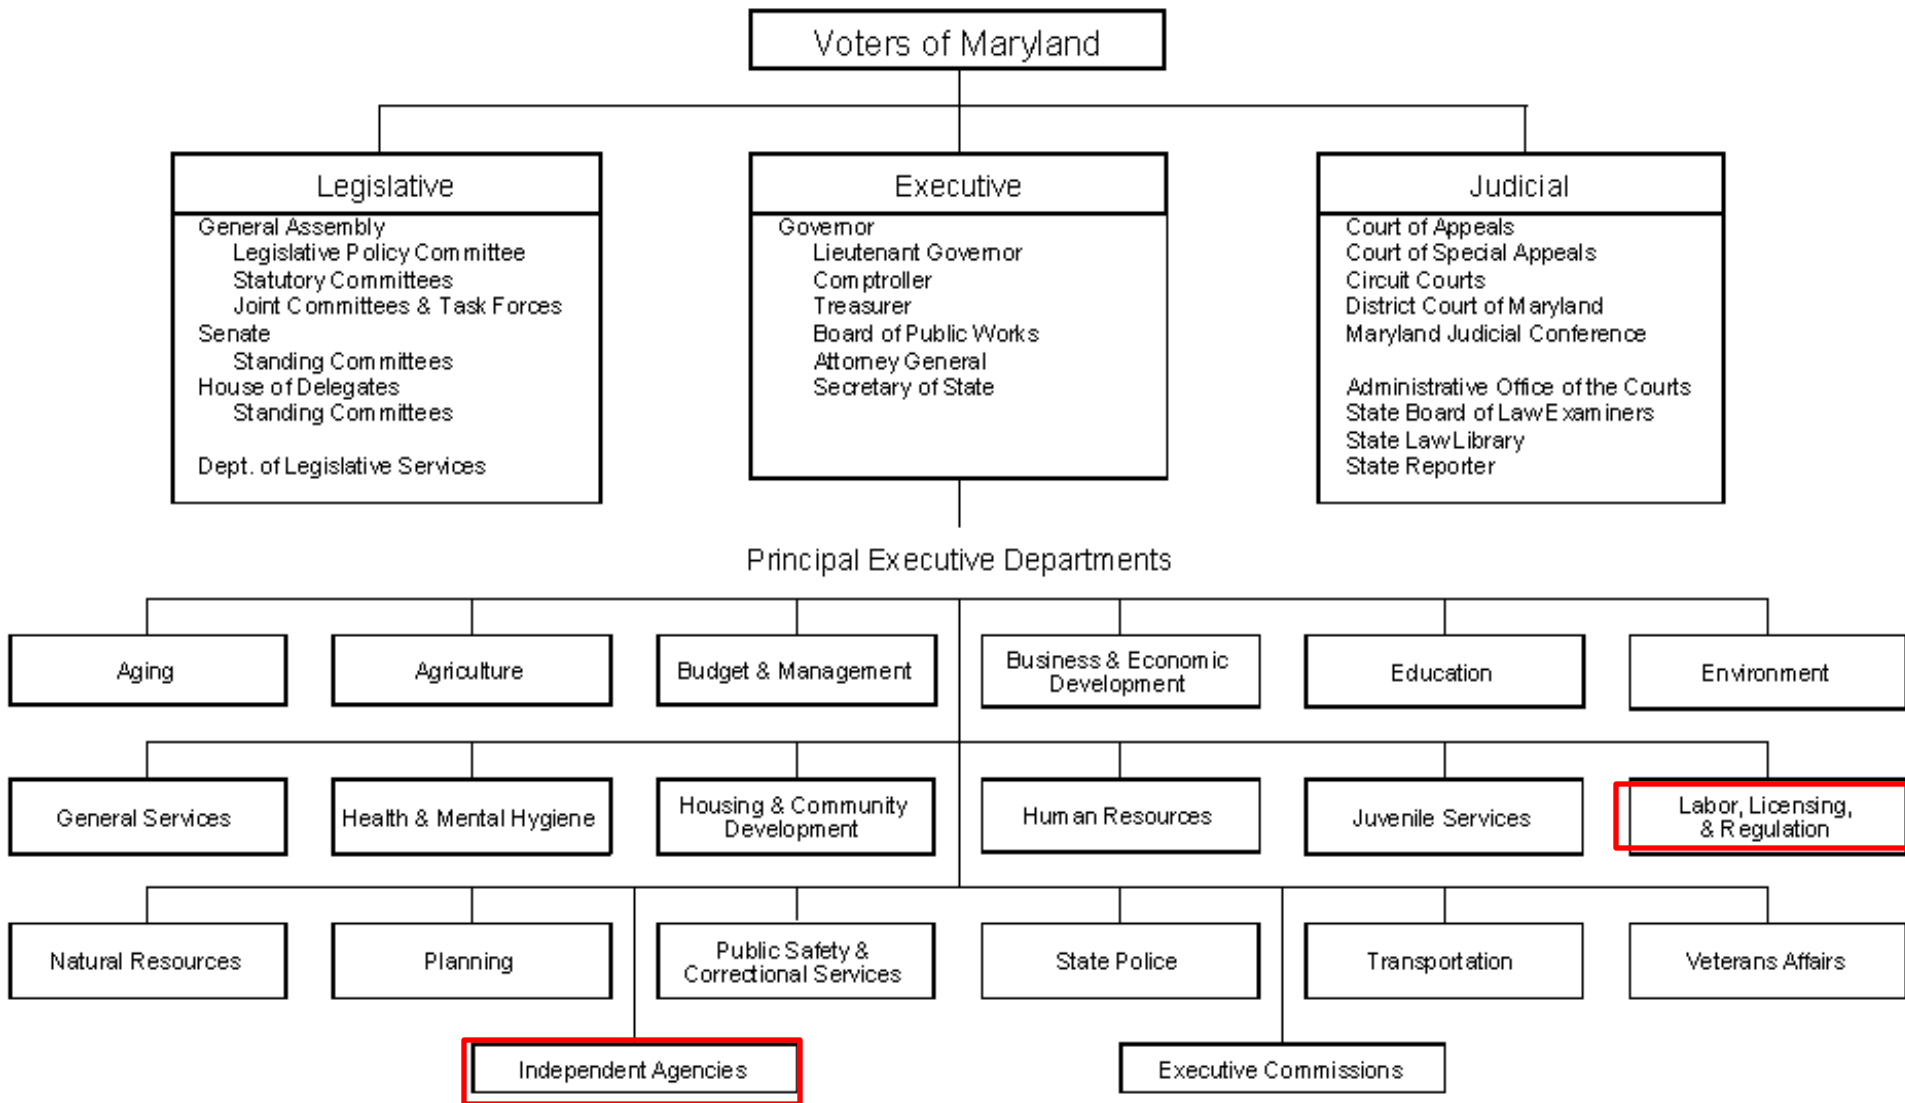 Voters of Maryland
Legislative
General Assembly
Legislative Policy Committee
Statutory Committees
Joint Committees & Task Forces
Senate
Standing Committees
House of Delegates
Standing Committees
Dept. of Legislative Services
Executive
Governor
Lieutenant Governor
Comptroller
Treasurer
Board of Public Works
Attorney General
Secretary of State
Judicial
Court of Appeals
Court of Special Appeals
Circuit Courts
District Court of Maryland
Maryland Judicial Conference
Administrative Office of the Courts
State Board of Law Examiners
State Law Library
State Reporter
Principal Executive Departments
Aging
Agriculture
Budget & Management
Business & Economic
Development
Education
Environment
General Services
Health & Mental Hygiene
Housing & Community
Development
Human Resources
Juvenile Services
Labor, Licensing,
& Regulation
Natural Resources
Planning
Public Safety &
Correctional Services
State Police
Transportation
Veterans Affairs
Independent Agencies
Executive Commissions